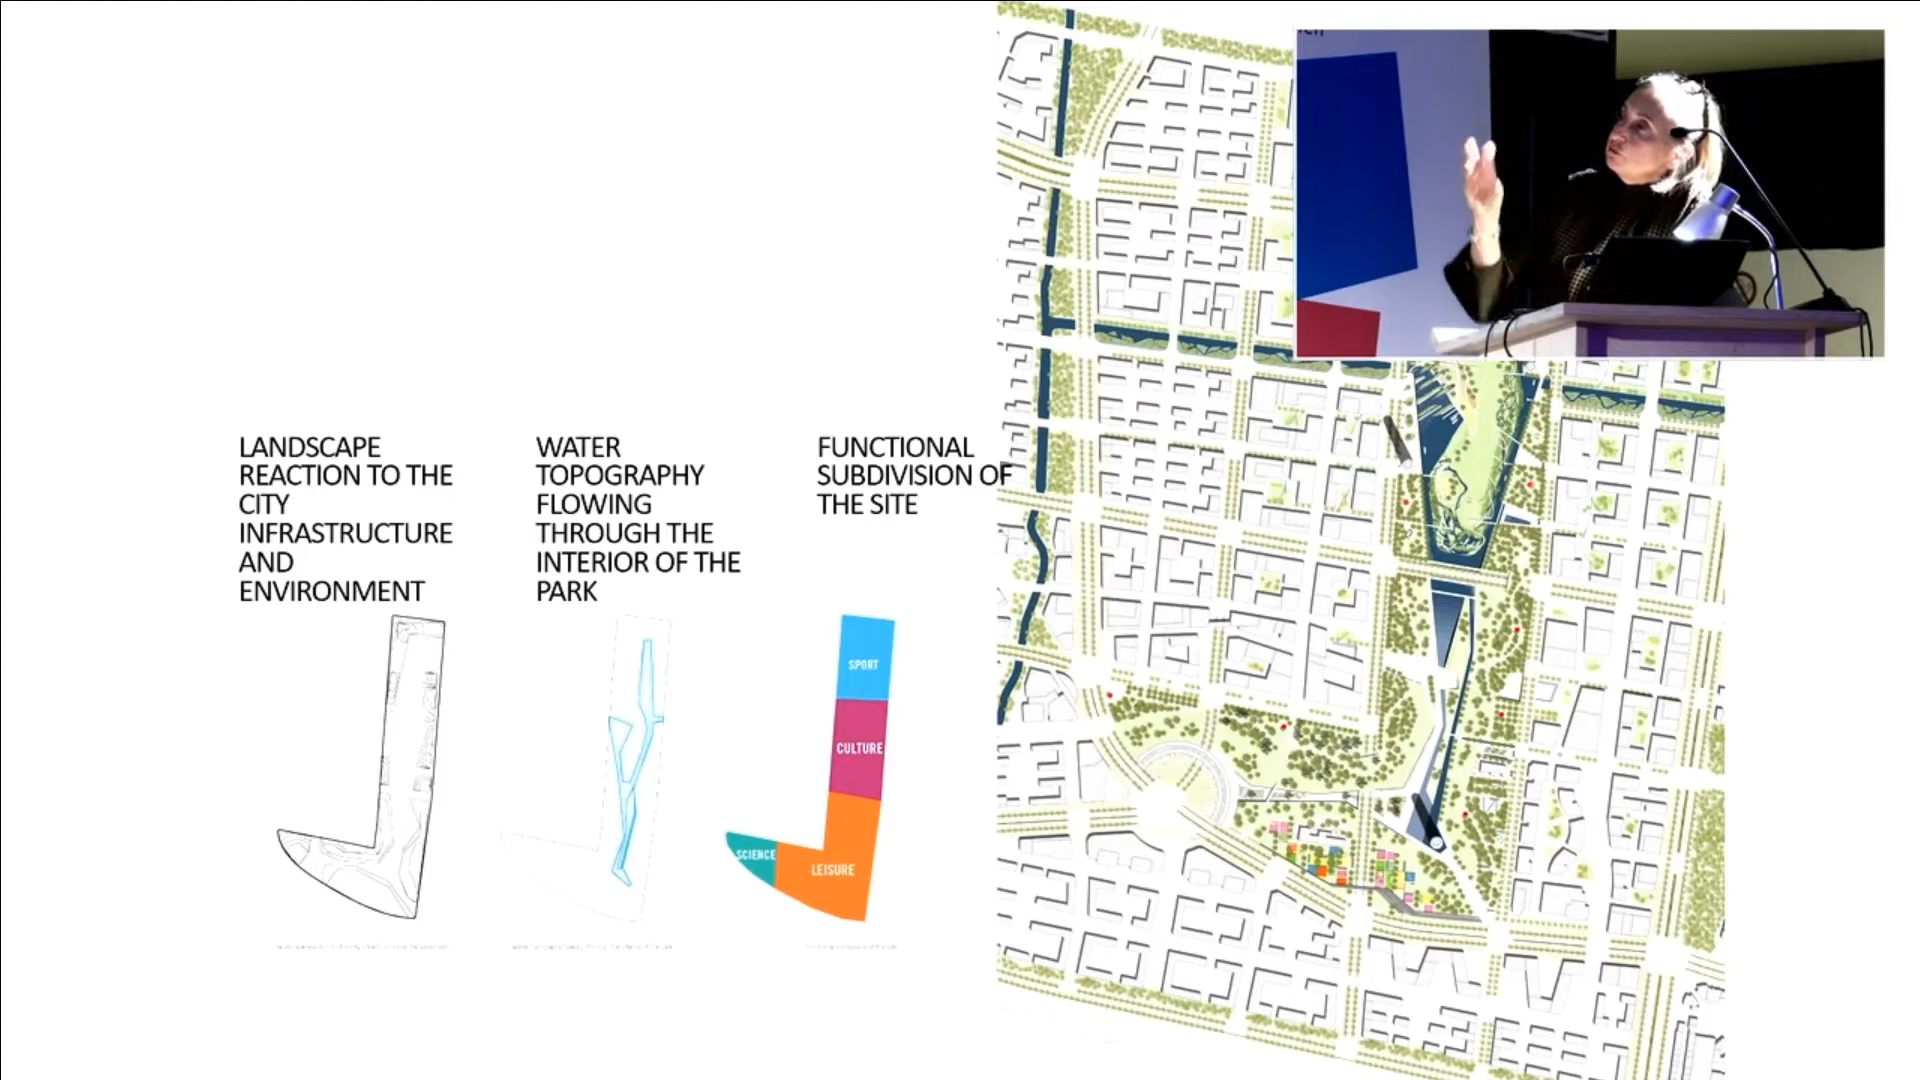 LANDSCAPE
REACTION TO THE
CITY
INFRASTRUCTURE
AND
ENVIRONMENT
WATER
TOPOGRAPHY
FLOWING
THROUGH THE
INTERIOR OF THE
PARK
FUNCTIONAL
SUBDIVISION OF
THE SITE
SPORT
CULTURE
SCIENCE
LEISURE